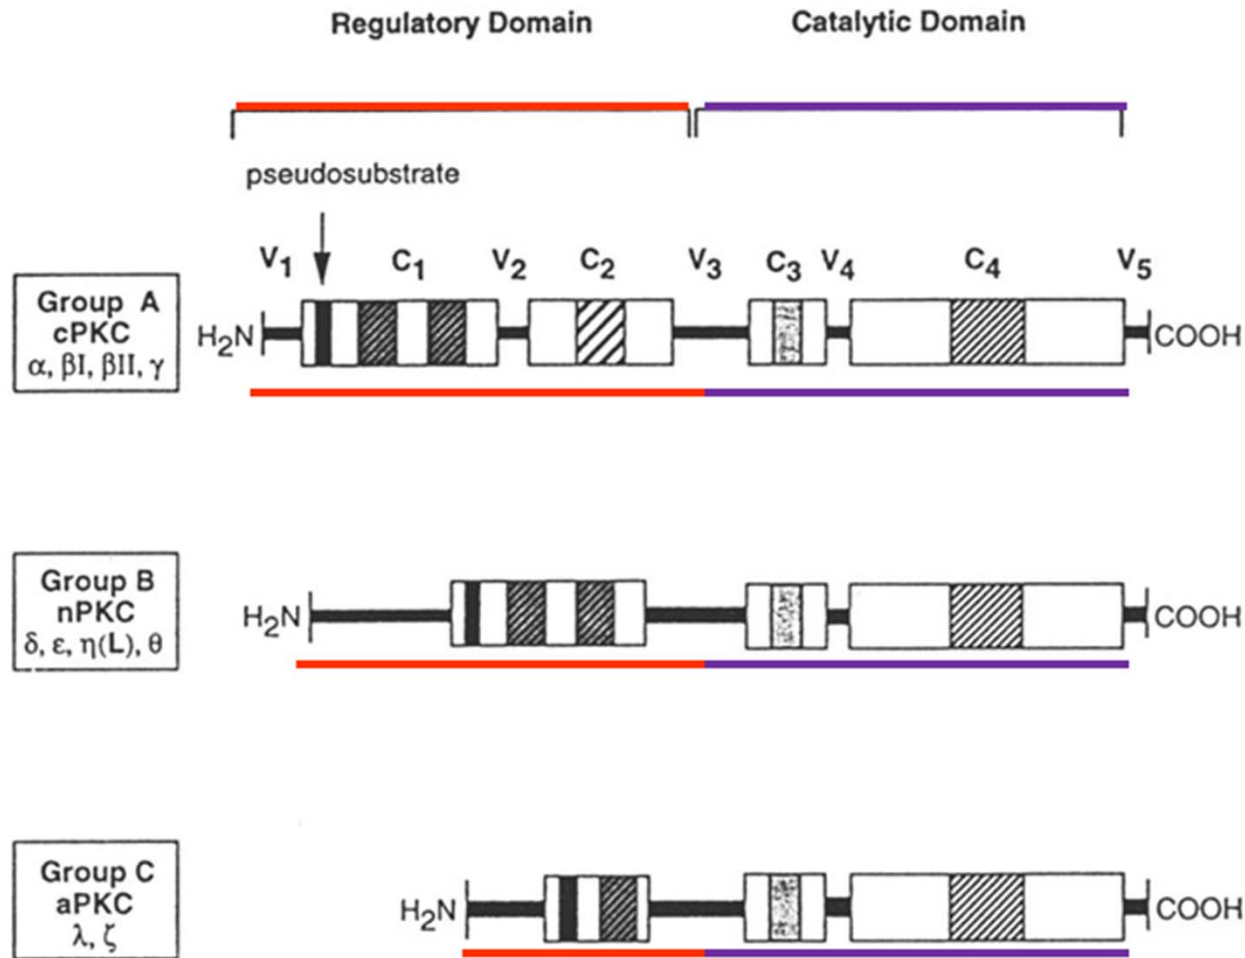 Regulatory Domain Catalytic Domain
pseudosubstrate
V1 C1 V2 C2 V3 C3 V4 C4 V5
Group A
cPKC
α, βI, βII, γ
H2N COOH
Group B
nPKC
δ, ε, η(L), θ
H2N COOH
Group C
aPKC
λ, ζ
H2N COOH